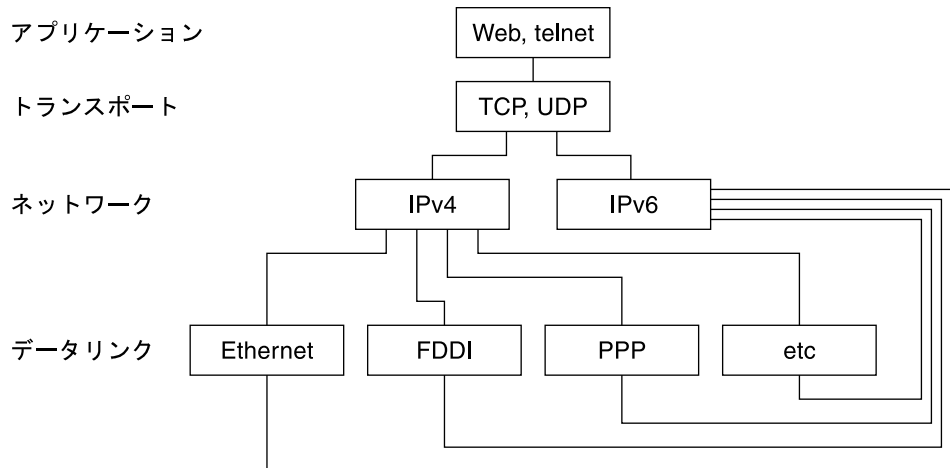 アプリケーション
Web, telnet
トランスポート
TCP, UDP
ネットワーク
IPv4
IPv6
データリンク
Ethernet
FDDI
PPP
etc